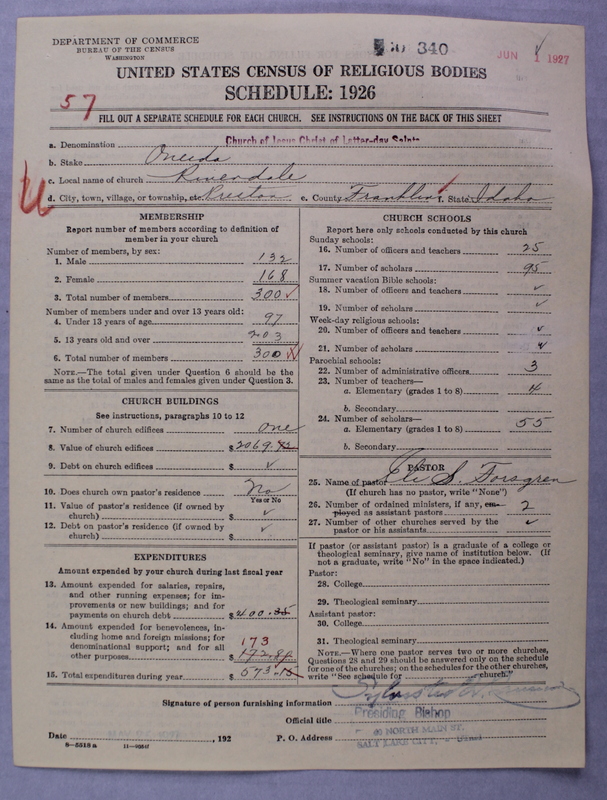 DEPARTMENT OF COMMERCE
BUREAU OF THE CENSUS
WASHINGTON
340
JUN 1 1927
UNITED STATES CENSUS OF RELIGIOUS BODIES
SCHEDULE: 1926
57
FILL OUT A SEPARATE SCHEDULE FOR EACH CHURCH. SEE INSTRUCTIONS ON THE BACK OF THIS SHEET
a. Denomination Church of Jesus Christ of Latter-day Saints
b. Stake Oneida
c. Local name of church Riverdale
d. City, town, village, or township, etc. Preston e. County Franklin f. State Idaho
MEMBERSHIP
Report number of members according to definition of
member in your church
Number of members, by sex:
1. Male 132
2. Female 168
3. Total number of members 300 ✓
Number of members under and over 13 years old:
4. Under 13 years of age 97
5. 13 years old and over 203
6. Total number of members 300
NOTE.—The total given under Question 6 should be the
same as the total of males and females given under Question 3.
CHURCH BUILDINGS
See instructions, paragraphs 10 to 12
7. Number of church edifices one
8. Value of church edifices $ 2069.
9. Debt on church edifices $ ✓
10. Does church own pastor's residence No
Yes or No
11. Value of pastor's residence (if owned by
church) $ ✓
12. Debt on pastor's residence (if owned by
church) $ ✓
EXPENDITURES
Amount expended by your church during last fiscal year
13. Amount expended for salaries, repairs,
and other running expenses; for im-
provements or new buildings; and for
payments on church debt $ 400.35
14. Amount expended for benevolences, in-
cluding home and foreign missions; for
denominational support; and for all
other purposes 173
$ 172.80
15. Total expenditures during year $ 573.15
CHURCH SCHOOLS
Report here only schools conducted by this church
Sunday schools:
16. Number of officers and teachers 25
17. Number of scholars 95
Summer vacation Bible schools:
18. Number of officers and teachers ✓
19. Number of scholars ✓
Week-day religious schools:
20. Number of officers and teachers ✓
21. Number of scholars ✓
Parochial schools:
22. Number of administrative officers 3
23. Number of teachers—
a. Elementary (grades 1 to 8) 4
b. Secondary
24. Number of scholars—
a. Elementary (grades 1 to 8) 55
b. Secondary
PASTOR
25. Name of pastor Eli S. Forsgren
(If church has no pastor, write "None")
26. Number of ordained ministers, if any, em-
ployed as assistant pastors 2
27. Number of other churches served by the
pastor or his assistants ✓
If pastor (or assistant pastor) is a graduate of a college or
theological seminary, give name of institution below. (If
not a graduate, write "No" in the space indicated.)
Pastor:
28. College
29. Theological seminary
Assistant pastor:
30. College
31. Theological seminary
NOTE.—Where one pastor serves two or more churches,
Questions 28 and 29 should be answered only on the schedule
for one of the churches; on the schedules for the other churches,
write "See schedule for church."
Signature of person furnishing information
Official title Presiding Bishop
Date , 192 P. O. Address 40 NORTH MAIN ST.
SALT LAKE CITY,
8-5518 a